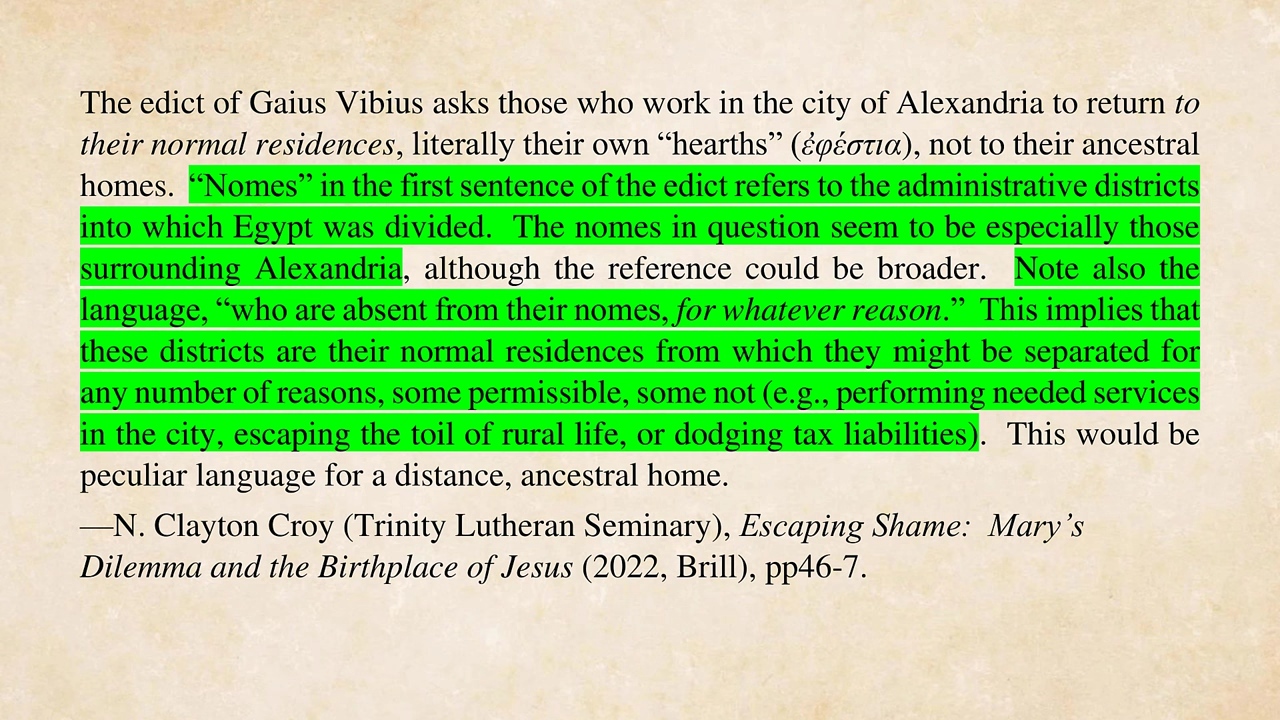 The edict of Gaius Vibius asks those who work in the city of Alexandria to return to
their normal residences, literally their own “hearths” (ἐφέστια), not to their ancestral
homes.  “Nomes” in the first sentence of the edict refers to the administrative districts
into which Egypt was divided.  The nomes in question seem to be especially those
surrounding Alexandria, although the reference could be broader.  Note also the
language, “who are absent from their nomes, for whatever reason.”  This implies that
these districts are their normal residences from which they might be separated for
any number of reasons, some permissible, some not (e.g., performing needed services
in the city, escaping the toil of rural life, or dodging tax liabilities).  This would be
peculiar language for a distance, ancestral home.
—N. Clayton Croy (Trinity Lutheran Seminary), Escaping Shame:  Mary’s
Dilemma and the Birthplace of Jesus (2022, Brill), pp46-7.